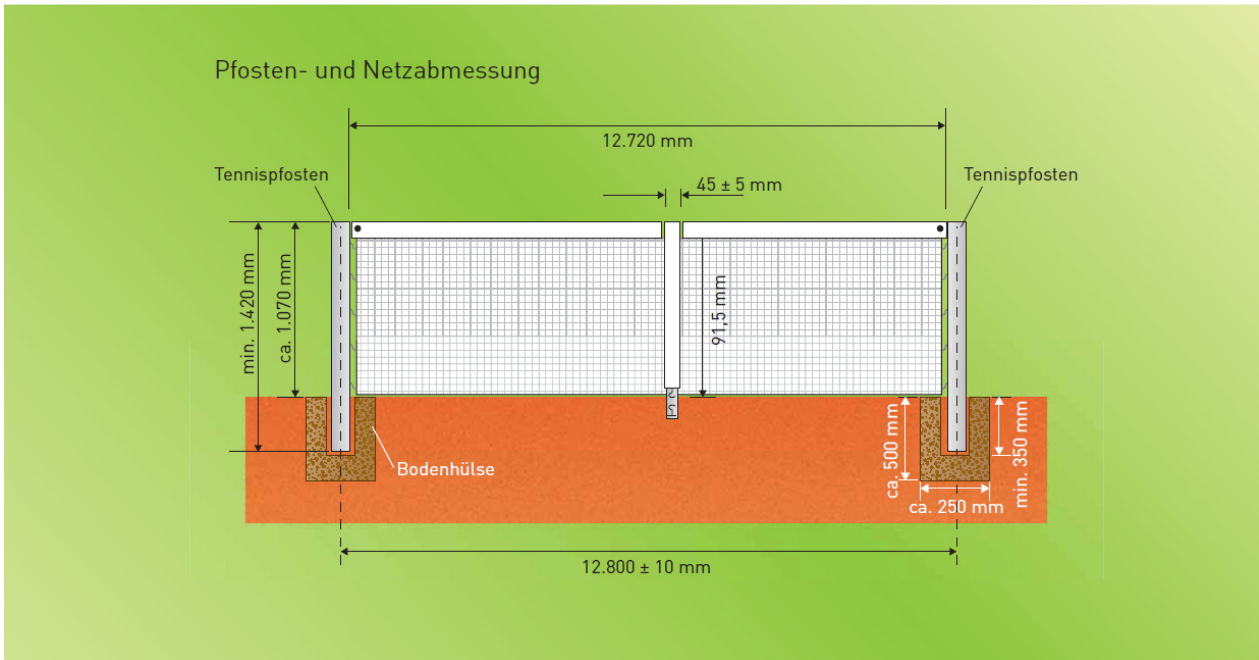 Pfosten- und Netzabmessung
12.720 mm
Tennispfosten
45 ± 5 mm
Tennispfosten
min. 1.420 mm
ca. 1.070 mm
91,5 mm
Bodenhülse
ca. 500 mm
min. 350 mm
ca. 250 mm
12.800 ± 10 mm